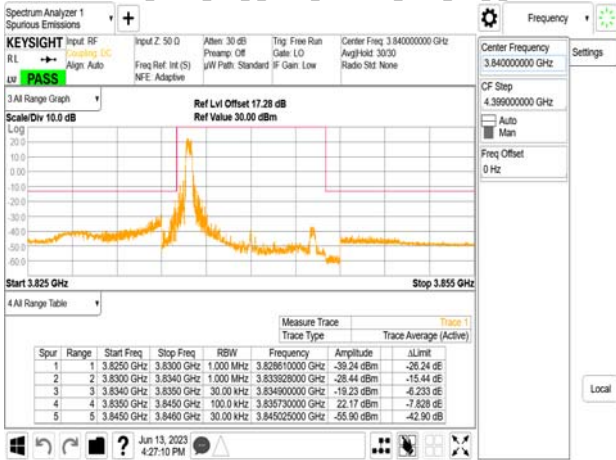 Spectrum Analyzer 1
Spurious Emissions
Frequency
KEYSIGHT
RL
LV PASS
Input: RF
Coupling: DC
Align: Auto
Input Z: 50 Ω
Freq Ref: Int (S)
NFE: Adaptive
Atten: 30 dB
Preamp: Off
µW Path: Standard
Trig: Free Run
Gate: LO
IF Gain: Low
Center Freq: 3.840000000 GHz
Avg|Hold: 30/30
Radio Std: None
Center Frequency
3.840000000 GHz
Settings
CF Step
4.399000000 GHz
Auto
Man
Freq Offset
0 Hz
Local
3 All Range Graph
Scale/Div 10.0 dB
Ref Lvl Offset 17.28 dB
Ref Value 30.00 dBm
Log
20.0
10.0
0.00
-10.0
-20.0
-30.0
-40.0
-50.0
-60.0
Start 3.825 GHz
Stop 3.855 GHz
4 All Range Table
Measure Trace Trace 1
Trace Type Trace Average (Active)
Spur Range Start Freq Stop Freq RBW Frequency Amplitude ΔLimit
1 1 3.8250 GHz 3.8300 GHz 1.000 MHz 3.828610000 GHz -39.24 dBm -26.24 dB
2 2 3.8300 GHz 3.8340 GHz 1.000 MHz 3.833928000 GHz -28.44 dBm -15.44 dB
3 3 3.8340 GHz 3.8350 GHz 30.00 kHz 3.834900000 GHz -19.23 dBm -6.233 dB
4 4 3.8350 GHz 3.8450 GHz 100.0 kHz 3.835730000 GHz 22.17 dBm -7.828 dB
5 5 3.8450 GHz 3.8460 GHz 30.00 kHz 3.845025000 GHz -55.90 dBm -42.90 dB
?
Jun 13, 2023
4:27:10 PM